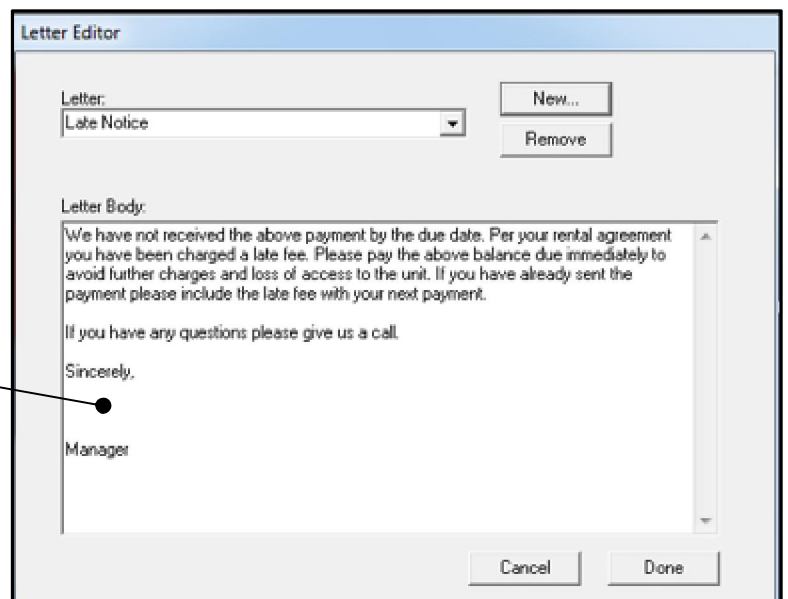 Letter Editor
Letter:
New...
Late Notice
Remove
Letter Body:
We have not received the above payment by the due date. Per your rental agreement
you have been charged a late fee. Please pay the above balance due immediately to
avoid further charges and loss of access to the unit. If you have already sent the
payment please include the late fee with your next payment.
If you have any questions please give us a call.
Sincerely,
Manager
Cancel
Done